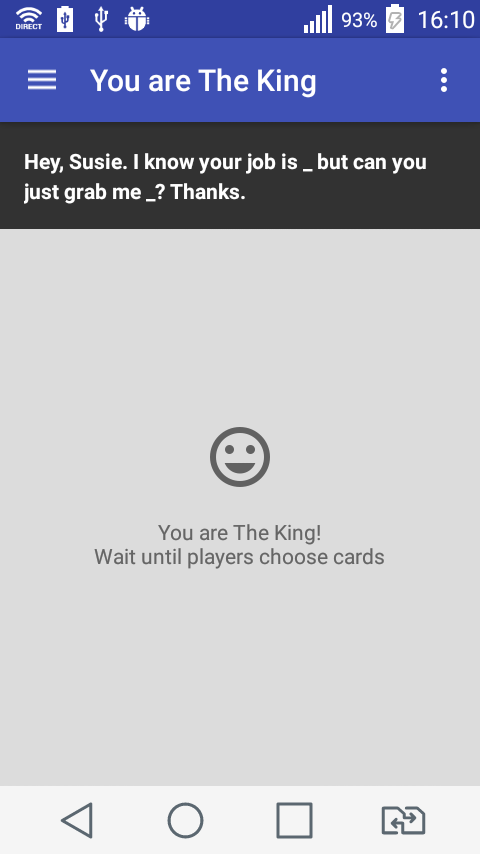 DIRECT 93% 16:10
You are The King
Hey, Susie. I know your job is _ but can you
just grab me _? Thanks.
You are The King!
Wait until players choose cards